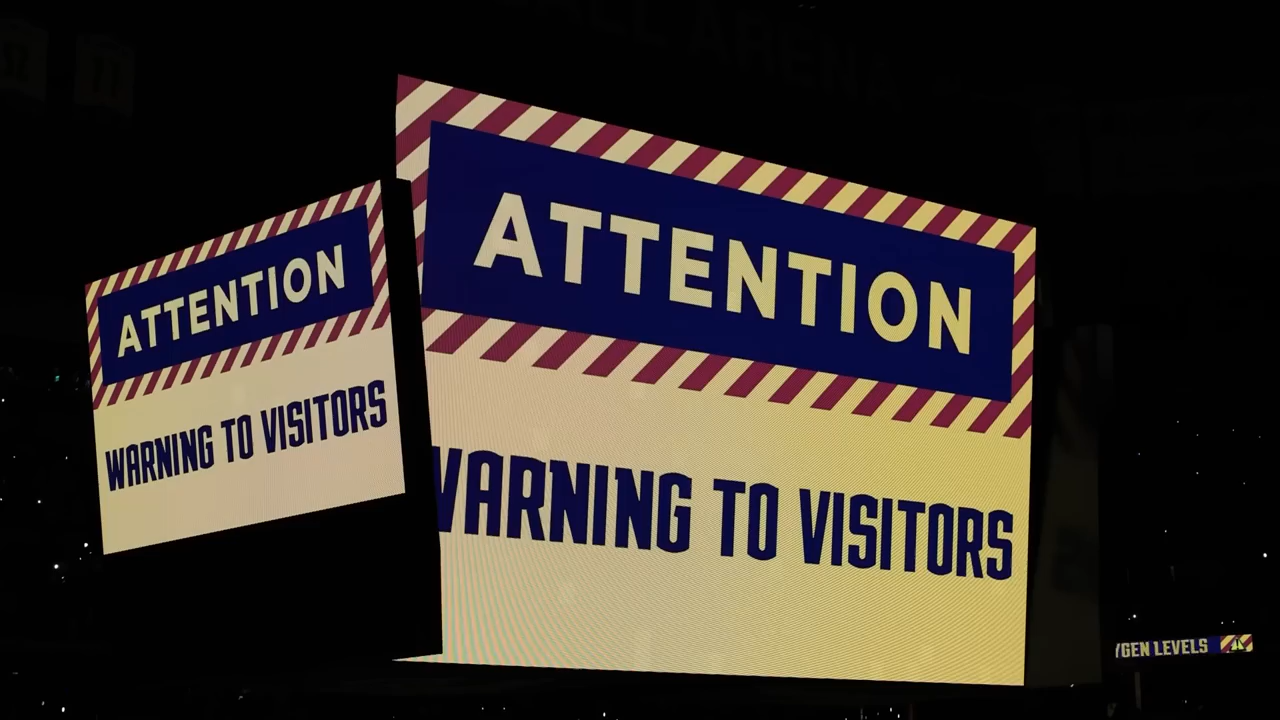 ATTENTION
WARNING TO VISITORS
ATTENTION
WARNING TO VISITORS
YGEN LEVELS